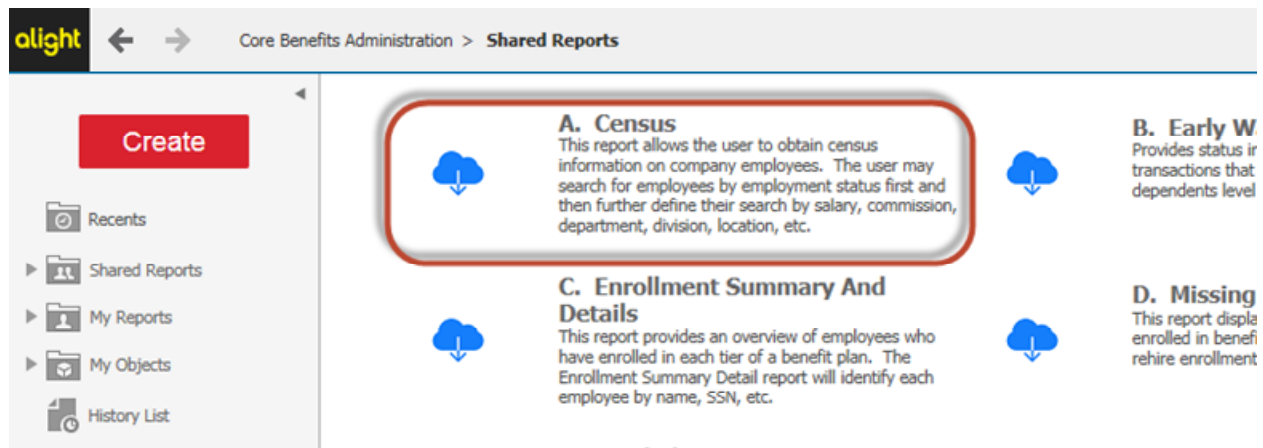 alight
Core Benefits Administration > Shared Reports
Create
Recents
Shared Reports
My Reports
My Objects
History List
A. Census
This report allows the user to obtain census
information on company employees. The user may
search for employees by employment status first and
then further define their search by salary, commission,
department, division, location, etc.
B. Early W
Provides status in
transactions that
dependents level
C. Enrollment Summary And
Details
This report provides an overview of employees who
have enrolled in each tier of a benefit plan. The
Enrollment Summary Detail report will identify each
employee by name, SSN, etc.
D. Missing
This report displa
enrolled in benefi
rehire enrollment